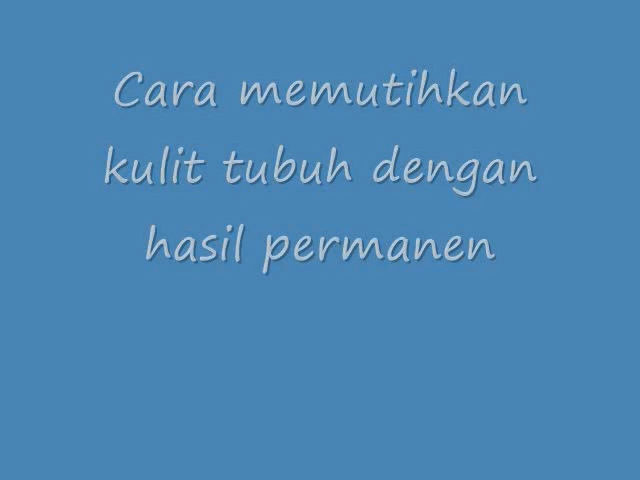 Cara memutihkan
kulit tubuh dengan
hasil permanen